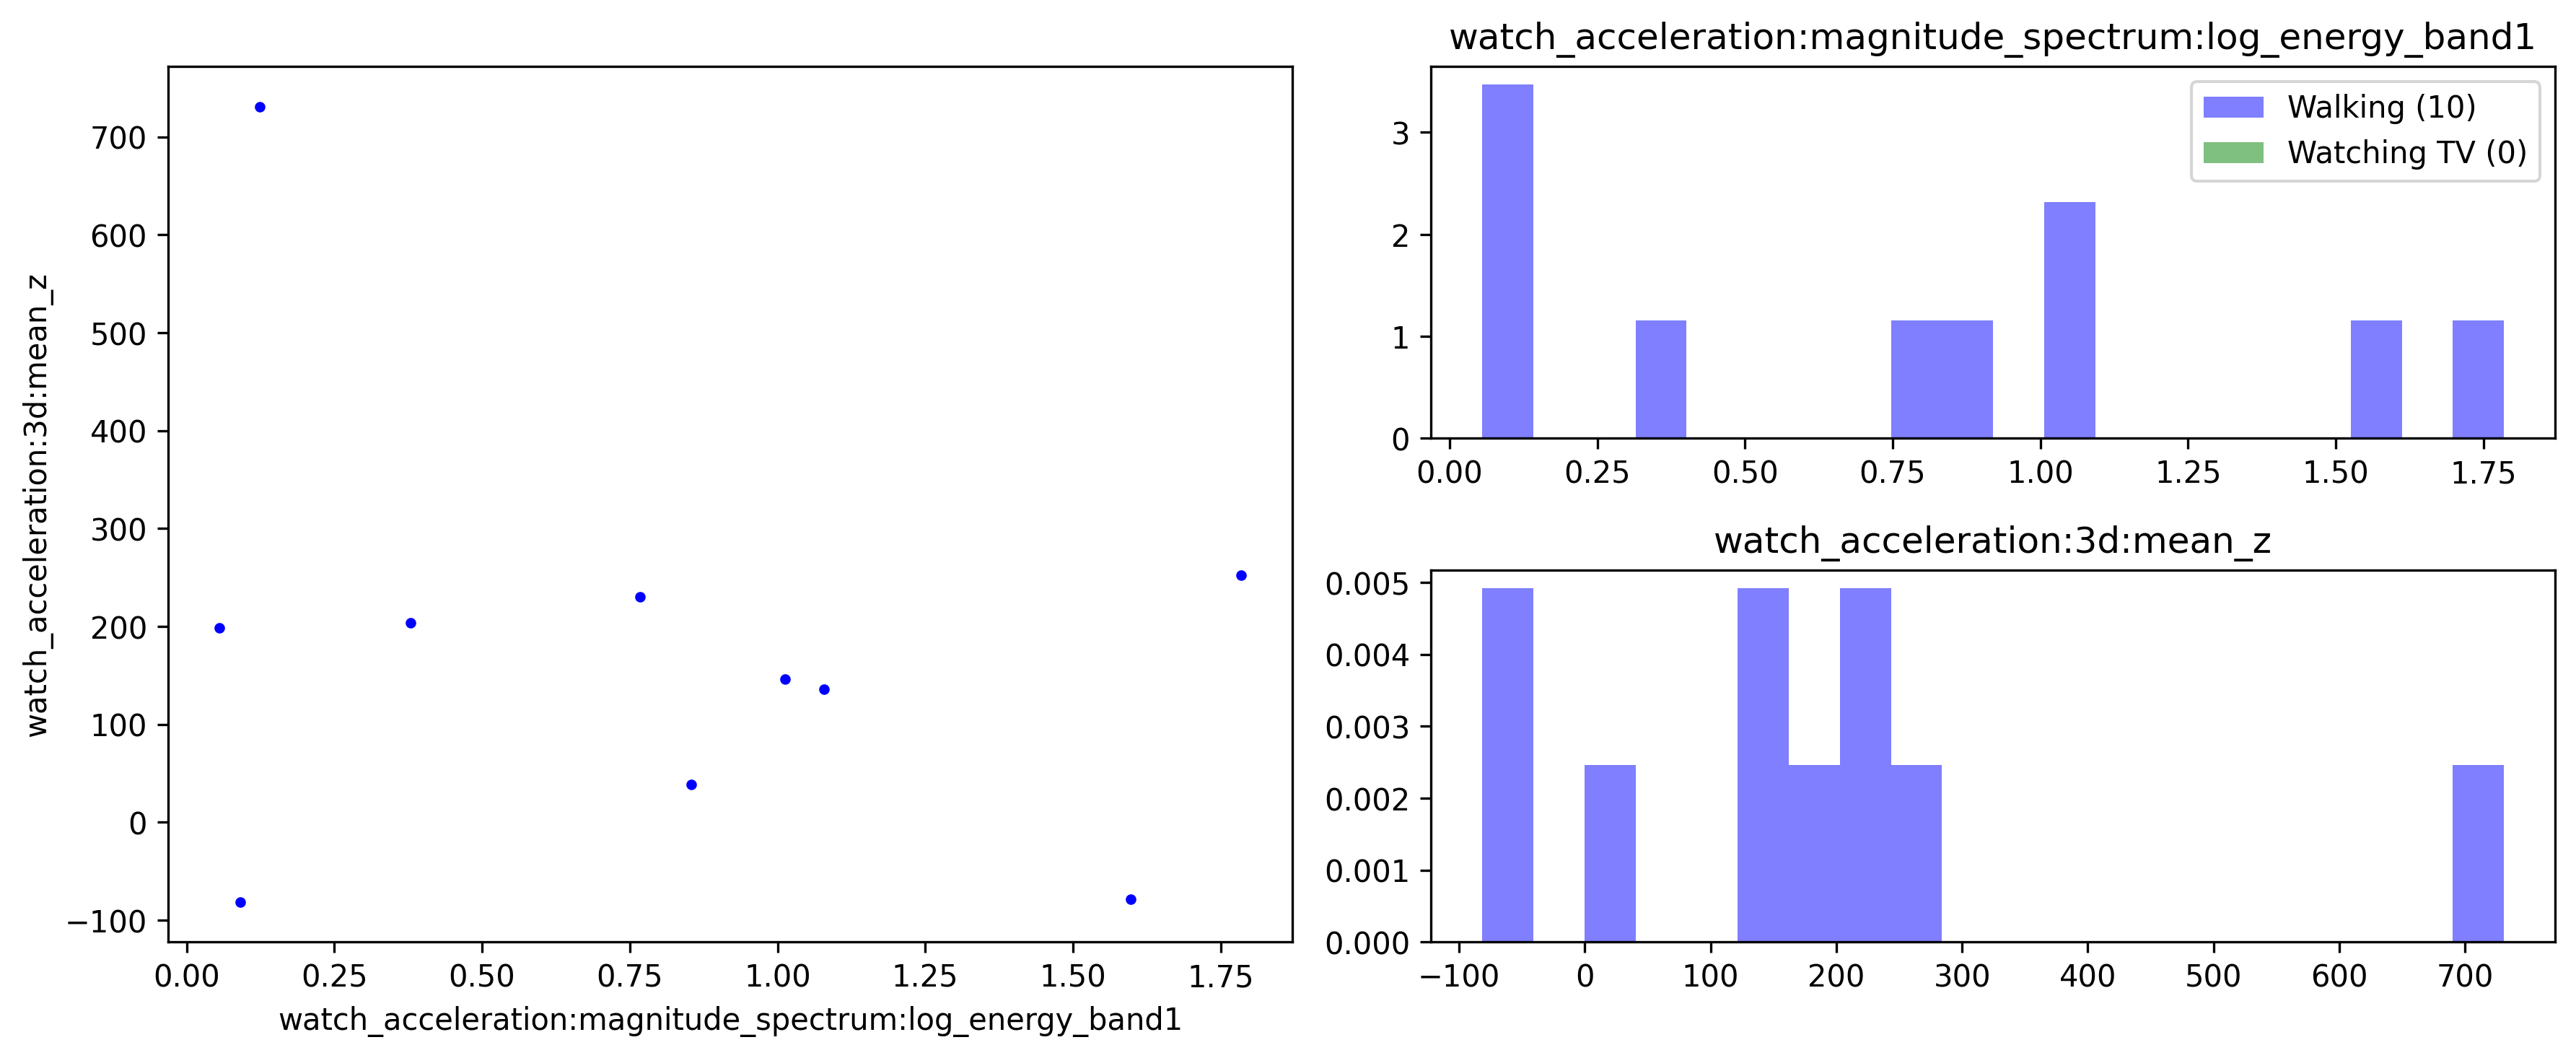 700
600
500
400
300
200
100
0
−100
watch_acceleration:3d:mean_z
0.00 0.25 0.50 0.75 1.00 1.25 1.50 1.75
watch_acceleration:magnitude_spectrum:log_energy_band1
watch_acceleration:magnitude_spectrum:log_energy_band1
Walking (10)
Watching TV (0)
3
2
1
0
0.00 0.25 0.50 0.75 1.00 1.25 1.50 1.75
watch_acceleration:3d:mean_z
0.005
0.004
0.003
0.002
0.001
0.000
−100 0 100 200 300 400 500 600 700